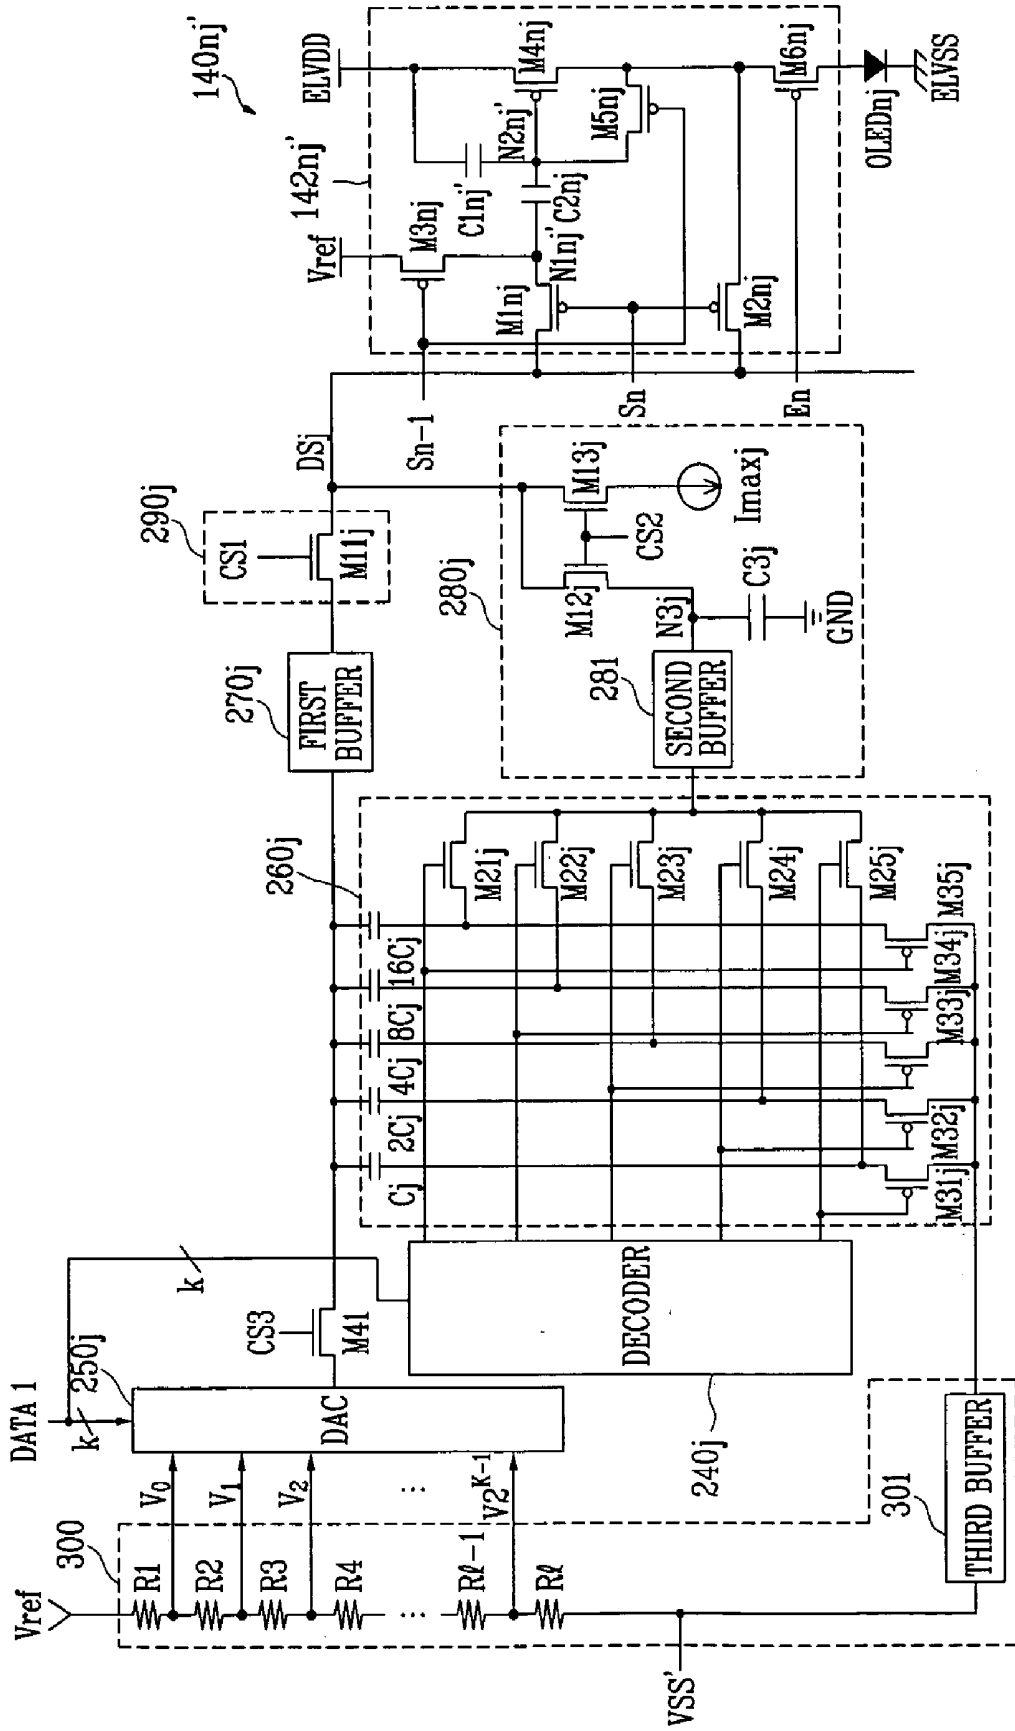 140nj'
142nj'
ELVDD
Vref
M3nj
C1nj'
N2nj'
M4nj
C2nj
N1nj'
M1nj
M5nj
M2nj
M6nj
OLEDnj
ELVSS
DSj
Sn-1
Sn
En
290j
CS1
M11j
270j
FIRST
BUFFER
280j
M13j
M12j
CS2
Imaxj
N3j
C3j
GND
281
SECOND
BUFFER
260j
Cj
2Cj
4Cj
8Cj
16Cj
M21j
M22j
M23j
M24j
M25j
M31j
M32j
M33j
M34j
M35j
DATA 1
k
k
250j
DAC
CS3
M41
DECODER
240j
V0
V1
V2
...
V2K-1
300
Vref
R1
R2
R3
R4
...
Rℓ-1
Rℓ
VSS'
301
THIRD BUFFER